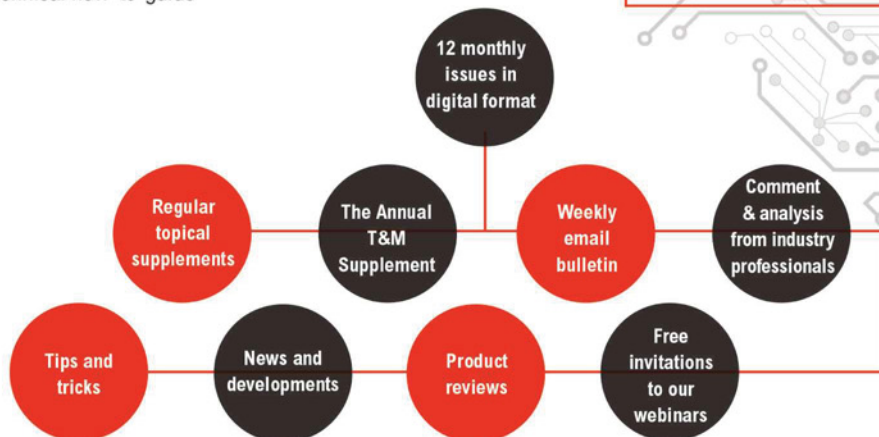 12 monthly
issues in
digital format
Regular
topical
supplements
The Annual
T&M
Supplement
Weekly
email
bulletin
Comment
& analysis
from industry
professionals
Tips and
tricks
News and
developments
Product
reviews
Free
invitations
to our
webinars